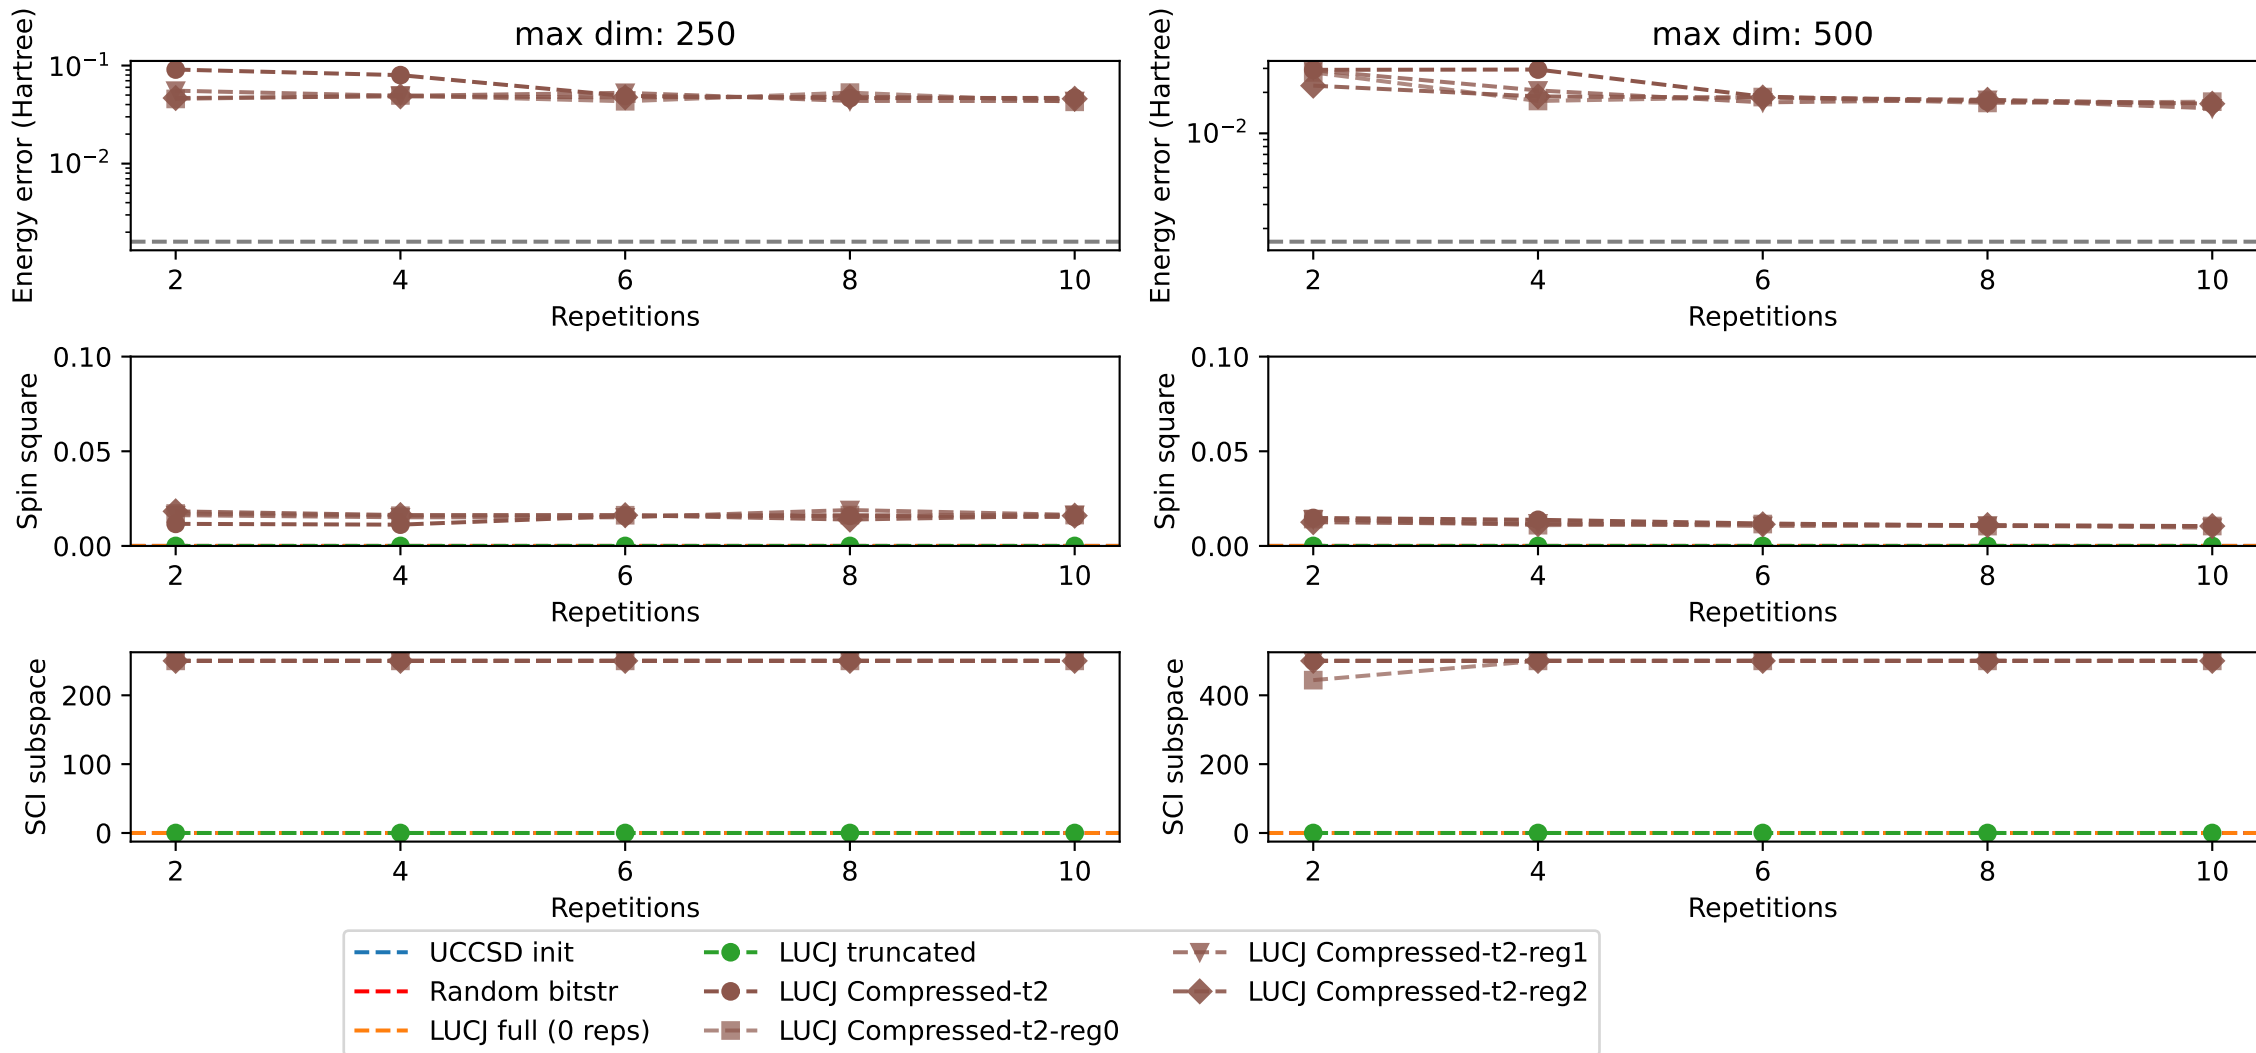 max dim: 250
max dim: 500
Energy error (Hartree)
10⁻¹
10⁻²
2 4 6 8 10
Repetitions
Energy error (Hartree)
10⁻²
2 4 6 8 10
Repetitions
Spin square
0.10
0.05
0.00
2 4 6 8 10
Repetitions
Spin square
0.10
0.05
0.00
2 4 6 8 10
Repetitions
SCI subspace
200
100
0
2 4 6 8 10
Repetitions
SCI subspace
400
200
0
2 4 6 8 10
Repetitions
UCCSD init
Random bitstr
LUCJ full (0 reps)
LUCJ truncated
LUCJ Compressed-t2
LUCJ Compressed-t2-reg0
LUCJ Compressed-t2-reg1
LUCJ Compressed-t2-reg2